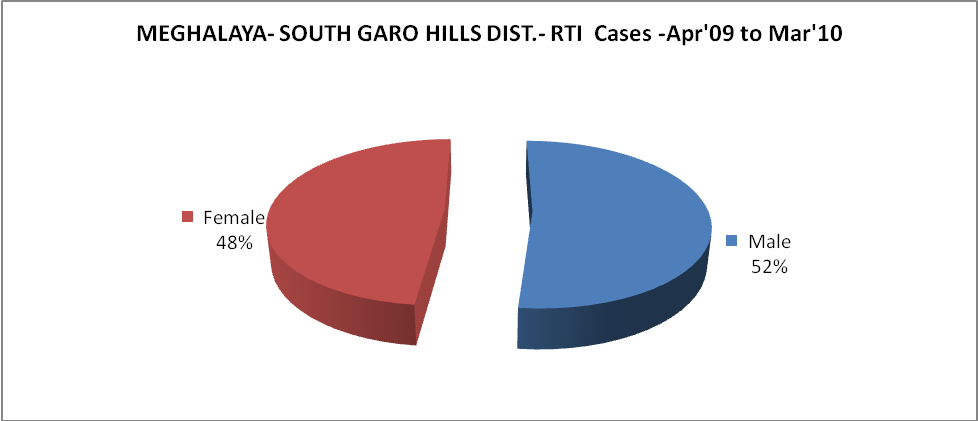 MEGHALAYA- SOUTH GARO HILLS DIST.- RTI  Cases -Apr'09 to Mar'10
Female
48%
Male
52%